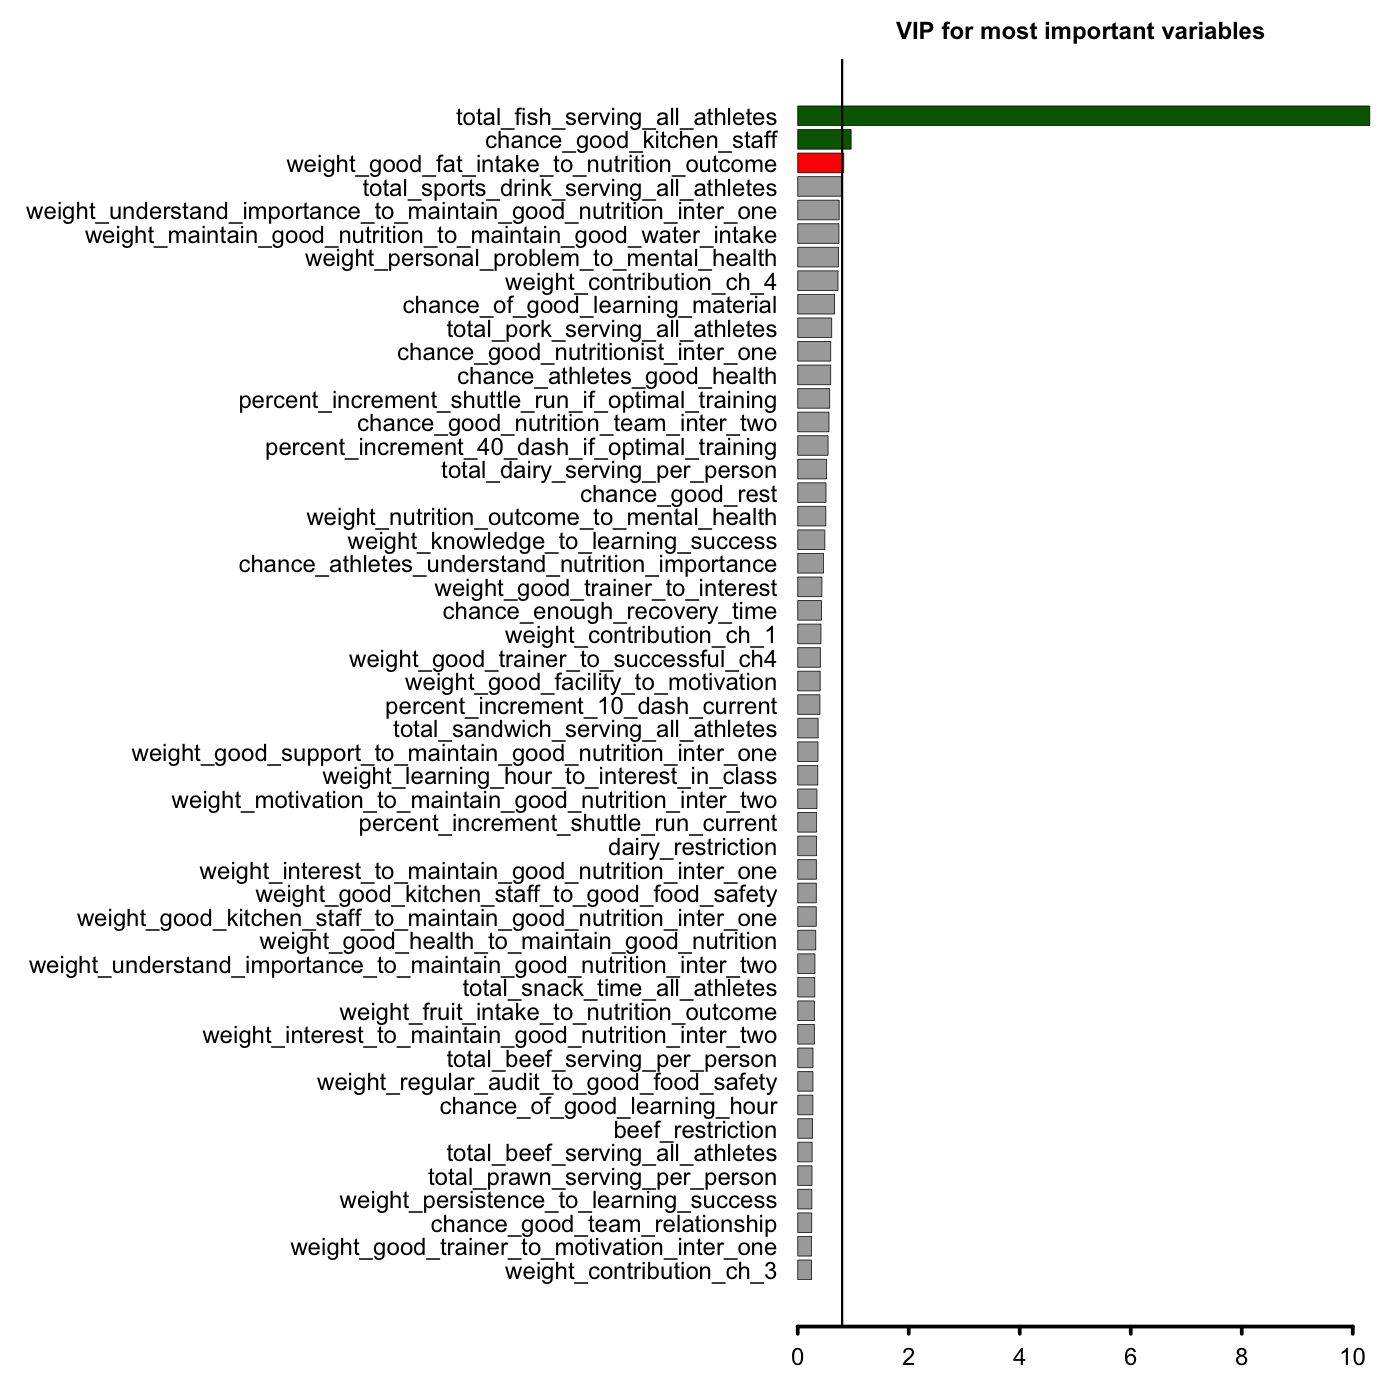 VIP for most important variables
total_fish_serving_all_athletes
chance_good_kitchen_staff
weight_good_fat_intake_to_nutrition_outcome
total_sports_drink_serving_all_athletes
weight_understand_importance_to_maintain_good_nutrition_inter_one
weight_maintain_good_nutrition_to_maintain_good_water_intake
weight_personal_problem_to_mental_health
weight_contribution_ch_4
chance_of_good_learning_material
total_pork_serving_all_athletes
chance_good_nutritionist_inter_one
chance_athletes_good_health
percent_increment_shuttle_run_if_optimal_training
chance_good_nutrition_team_inter_two
percent_increment_40_dash_if_optimal_training
total_dairy_serving_per_person
chance_good_rest
weight_nutrition_outcome_to_mental_health
weight_knowledge_to_learning_success
chance_athletes_understand_nutrition_importance
weight_good_trainer_to_interest
chance_enough_recovery_time
weight_contribution_ch_1
weight_good_trainer_to_successful_ch4
weight_good_facility_to_motivation
percent_increment_10_dash_current
total_sandwich_serving_all_athletes
weight_good_support_to_maintain_good_nutrition_inter_one
weight_learning_hour_to_interest_in_class
weight_motivation_to_maintain_good_nutrition_inter_two
percent_increment_shuttle_run_current
dairy_restriction
weight_interest_to_maintain_good_nutrition_inter_one
weight_good_kitchen_staff_to_good_food_safety
weight_good_kitchen_staff_to_maintain_good_nutrition_inter_one
weight_good_health_to_maintain_good_nutrition
weight_understand_importance_to_maintain_good_nutrition_inter_two
total_snack_time_all_athletes
weight_fruit_intake_to_nutrition_outcome
weight_interest_to_maintain_good_nutrition_inter_two
total_beef_serving_per_person
weight_regular_audit_to_good_food_safety
chance_of_good_learning_hour
beef_restriction
total_beef_serving_all_athletes
total_prawn_serving_per_person
weight_persistence_to_learning_success
chance_good_team_relationship
weight_good_trainer_to_motivation_inter_one
weight_contribution_ch_3
0 2 4 6 8 10